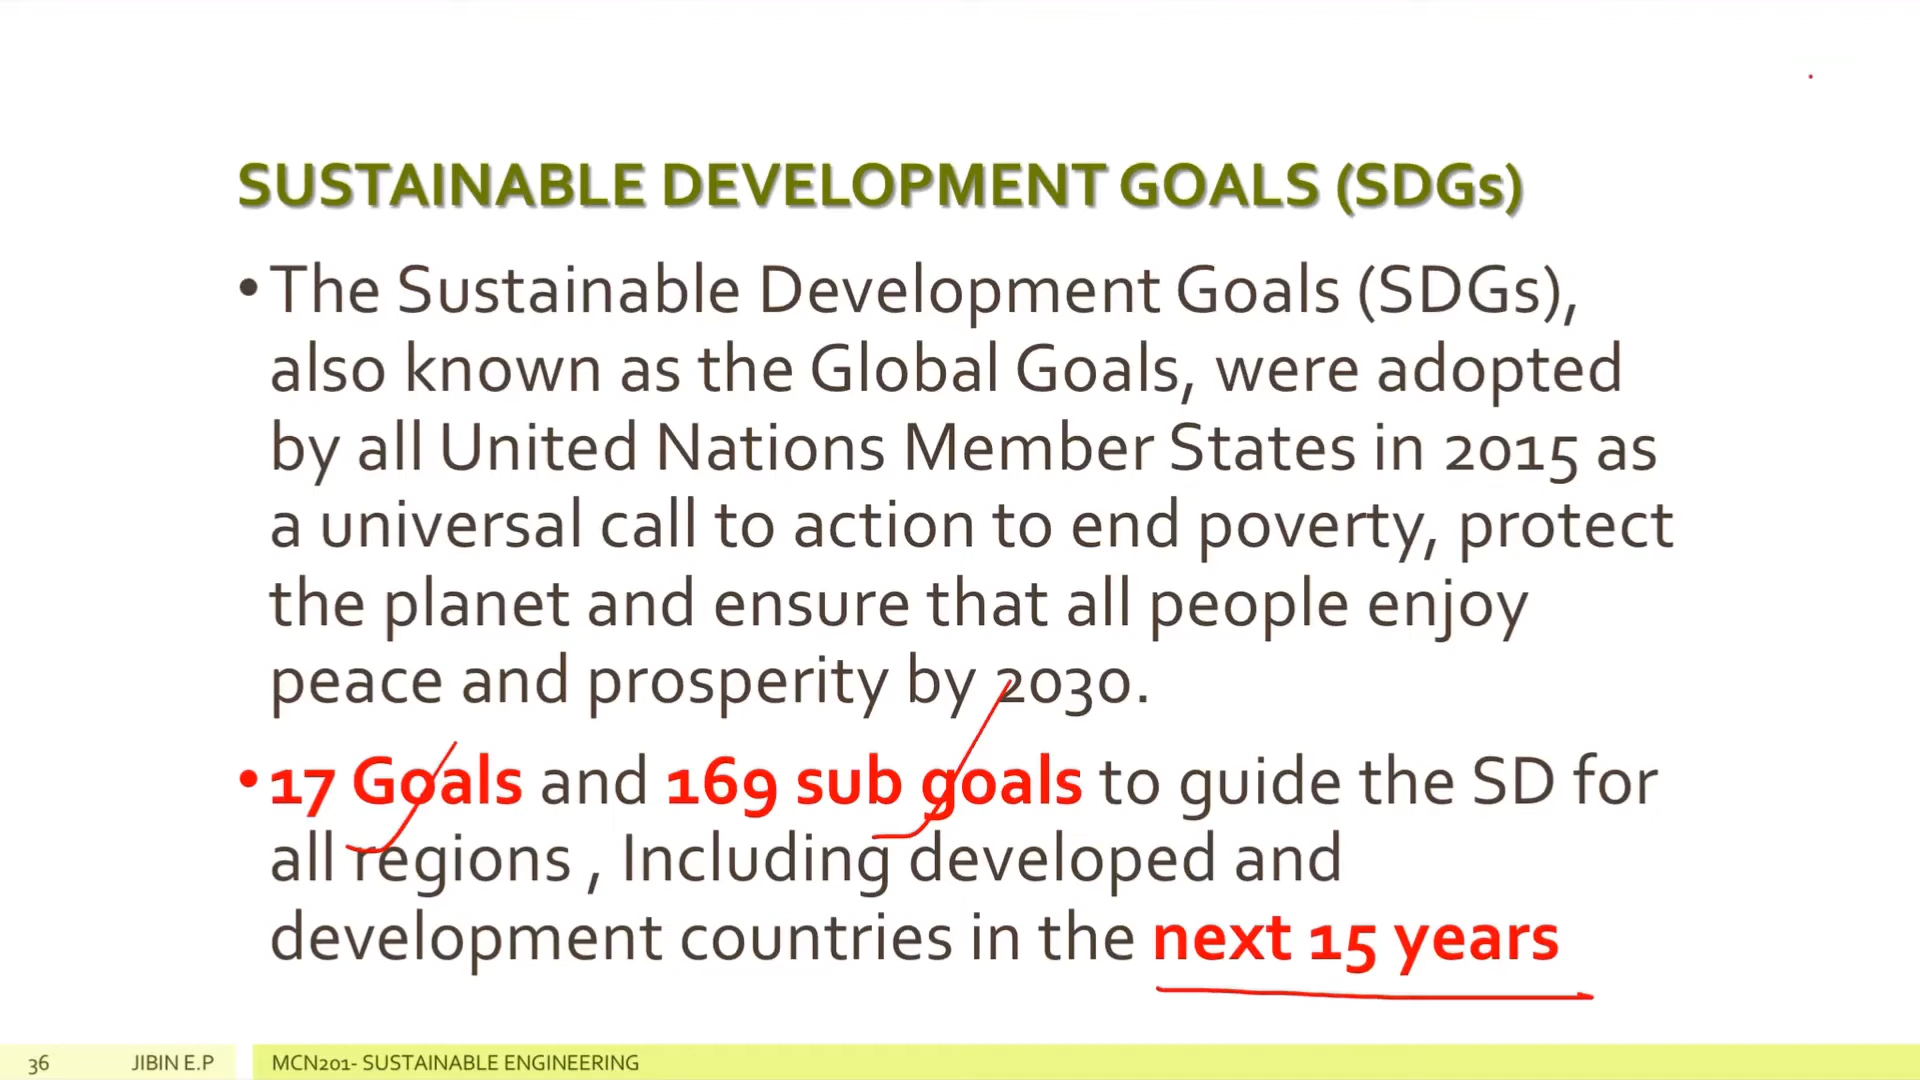 SUSTAINABLE DEVELOPMENT GOALS (SDGs)
• The Sustainable Development Goals (SDGs),
also known as the Global Goals, were adopted
by all United Nations Member States in 2015 as
a universal call to action to end poverty, protect
the planet and ensure that all people enjoy
peace and prosperity by 2030.
• 17 Goals and 169 sub goals to guide the SD for
all regions , Including developed and
development countries in the next 15 years
36 JIBIN E.P MCN201- SUSTAINABLE ENGINEERING